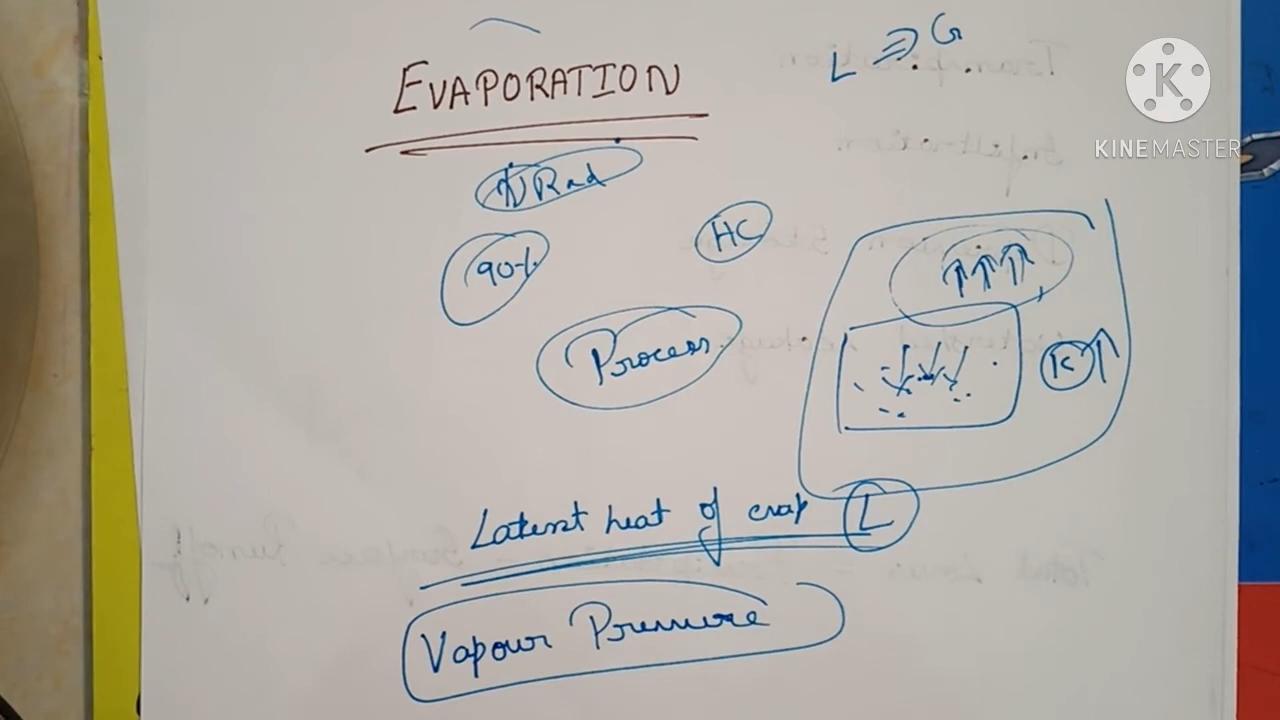 EVAPORATION
L ⇒ G
K
KINEMASTER
N Rad
HC
90%
Process
K ↑
Latent heat of evap L
Vapour Pressure